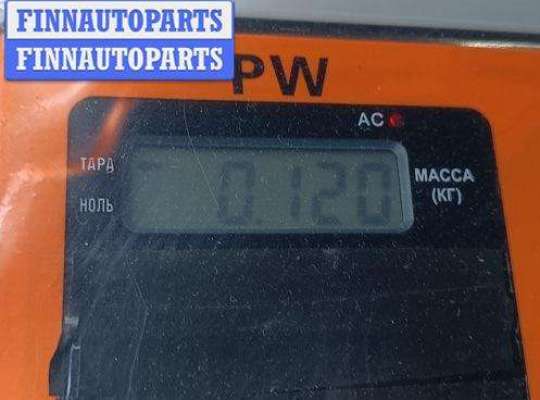 FINNAUTOPARTS
FINNAUTOPARTS
PW
AC
ТАРА
0.120
МАССА
(КГ)
НОЛЬ